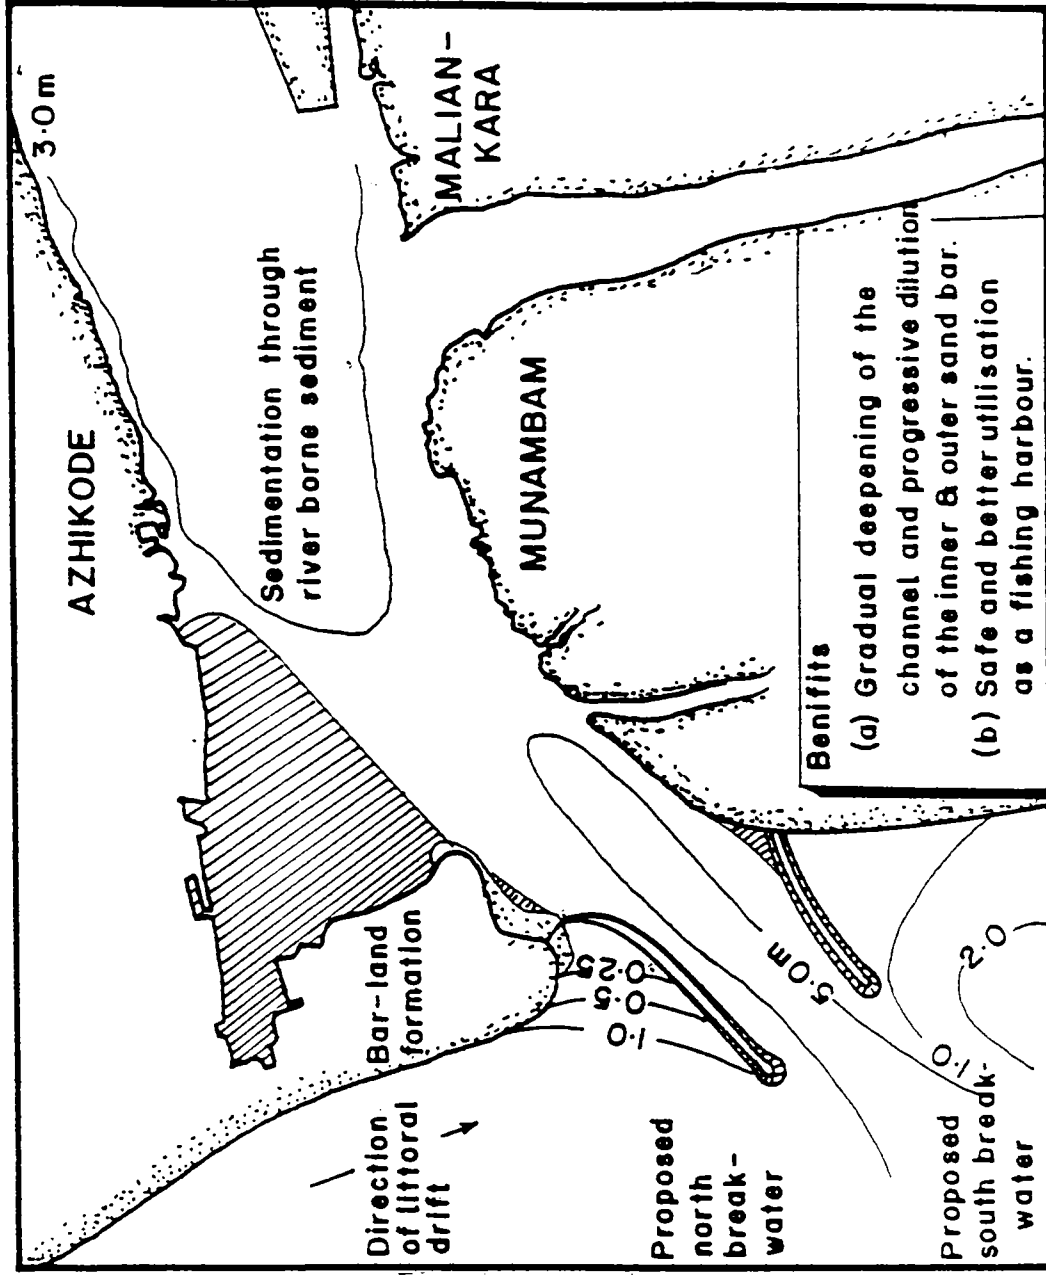 AZHIKODE
3.0m
MALIAN-
KARA
Sedimentation through
river borne sediment
MUNAMBAM
Bar-land
formation
Direction
of littoral
drift
0.25
0.5
1.0
5.0m
1.0
2.0
Proposed
north
break-
water
Proposed
south break-
water
Benifits
(a) Gradual deepening of the
channel and progressive dilution
of the inner & outer sand bar.
(b) Safe and better utilisation
as a fishing harbour.